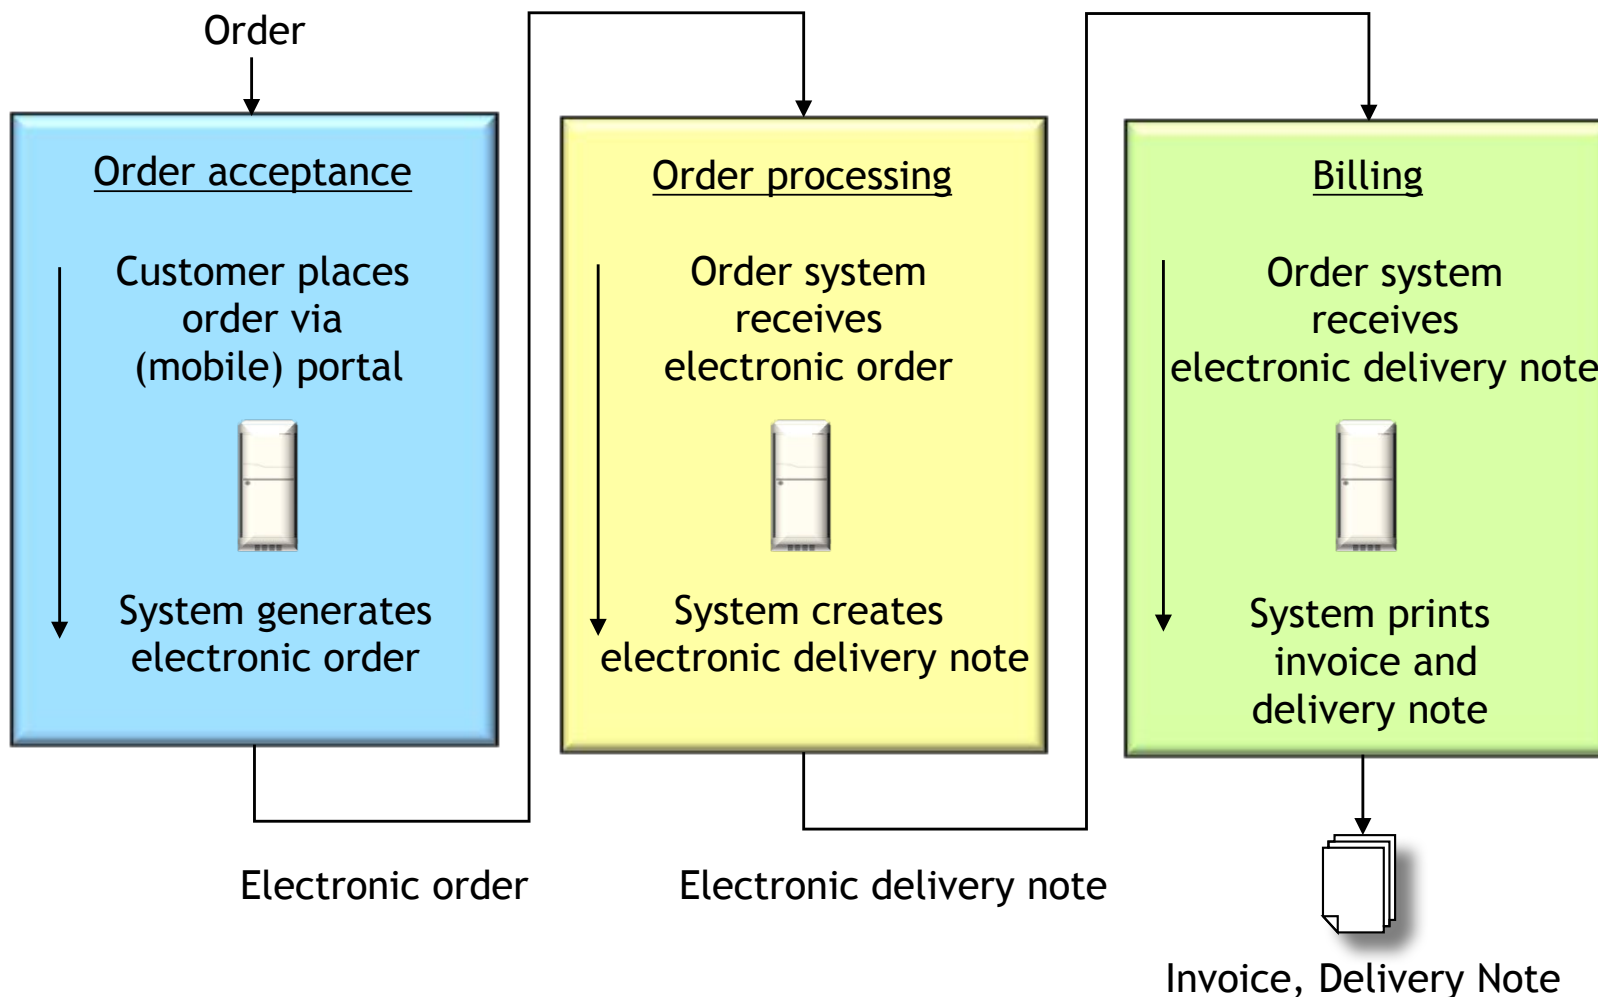 Order
Order acceptance
Customer places
order via
(mobile) portal
System generates
electronic order
Electronic order
Order processing
Order system
receives
electronic order
System creates
electronic delivery note
Electronic delivery note
Billing
Order system
receives
electronic delivery note
System prints
invoice and
delivery note
Invoice, Delivery Note